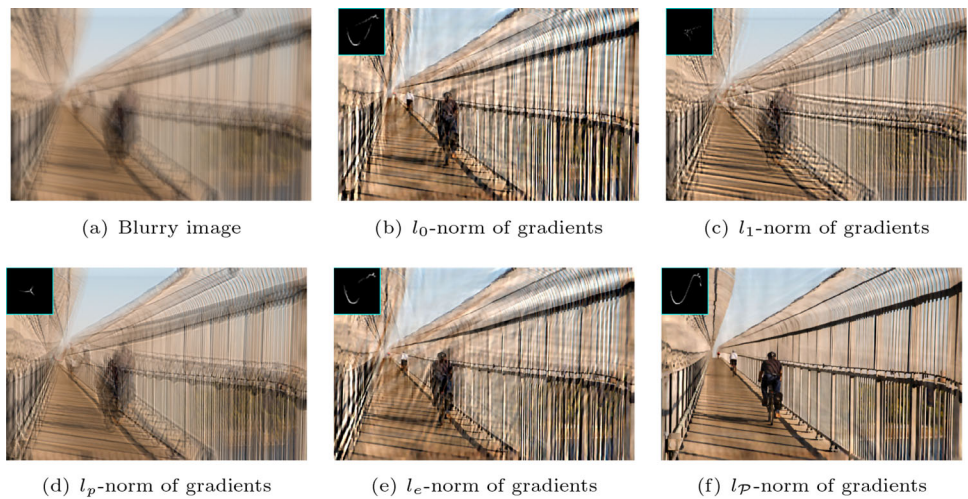 (a) Blurry image
(b) l₀-norm of gradients
(c) l₁-norm of gradients
(d) lₚ-norm of gradients
(e) lₑ-norm of gradients
(f) l𝒫-norm of gradients